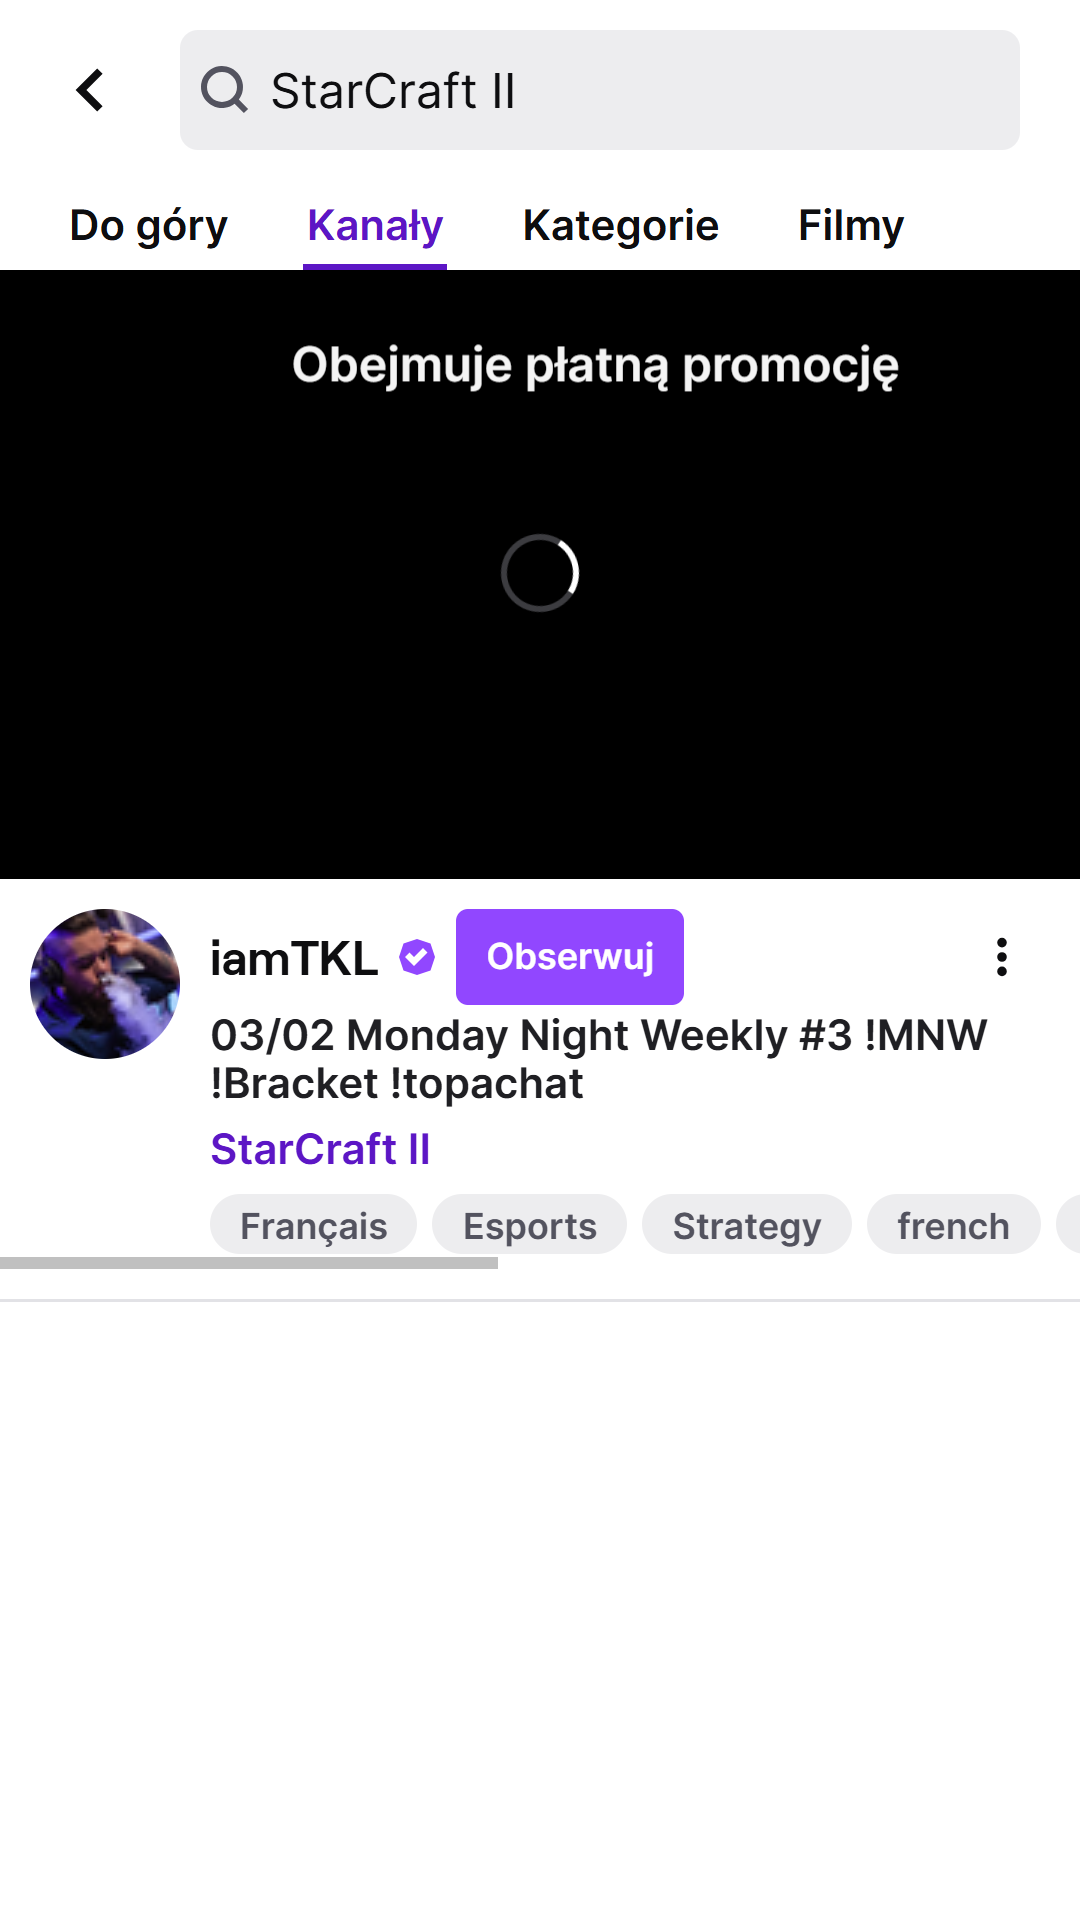 StarCraft II
Do góry Kanały Kategorie Filmy
Obejmuje płatną promocję
iamTKL Obserwuj
03/02 Monday Night Weekly #3 !MNW
!Bracket !topachat
StarCraft II
Français Esports Strategy french